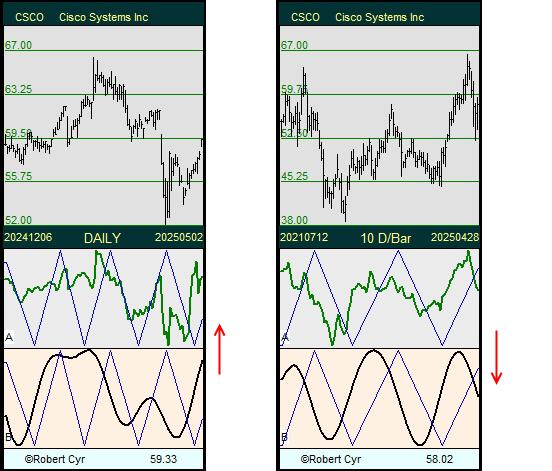 CSCO Cisco Systems Inc
67.00
63.25
59.50
55.75
52.00
20241206 DAILY 20250502
A
B
©Robert Cyr 59.33
CSCO Cisco Systems Inc
67.00
59.75
52.50
45.25
38.00
20210712 10 D/Bar 20250428
A
B
©Robert Cyr 58.02